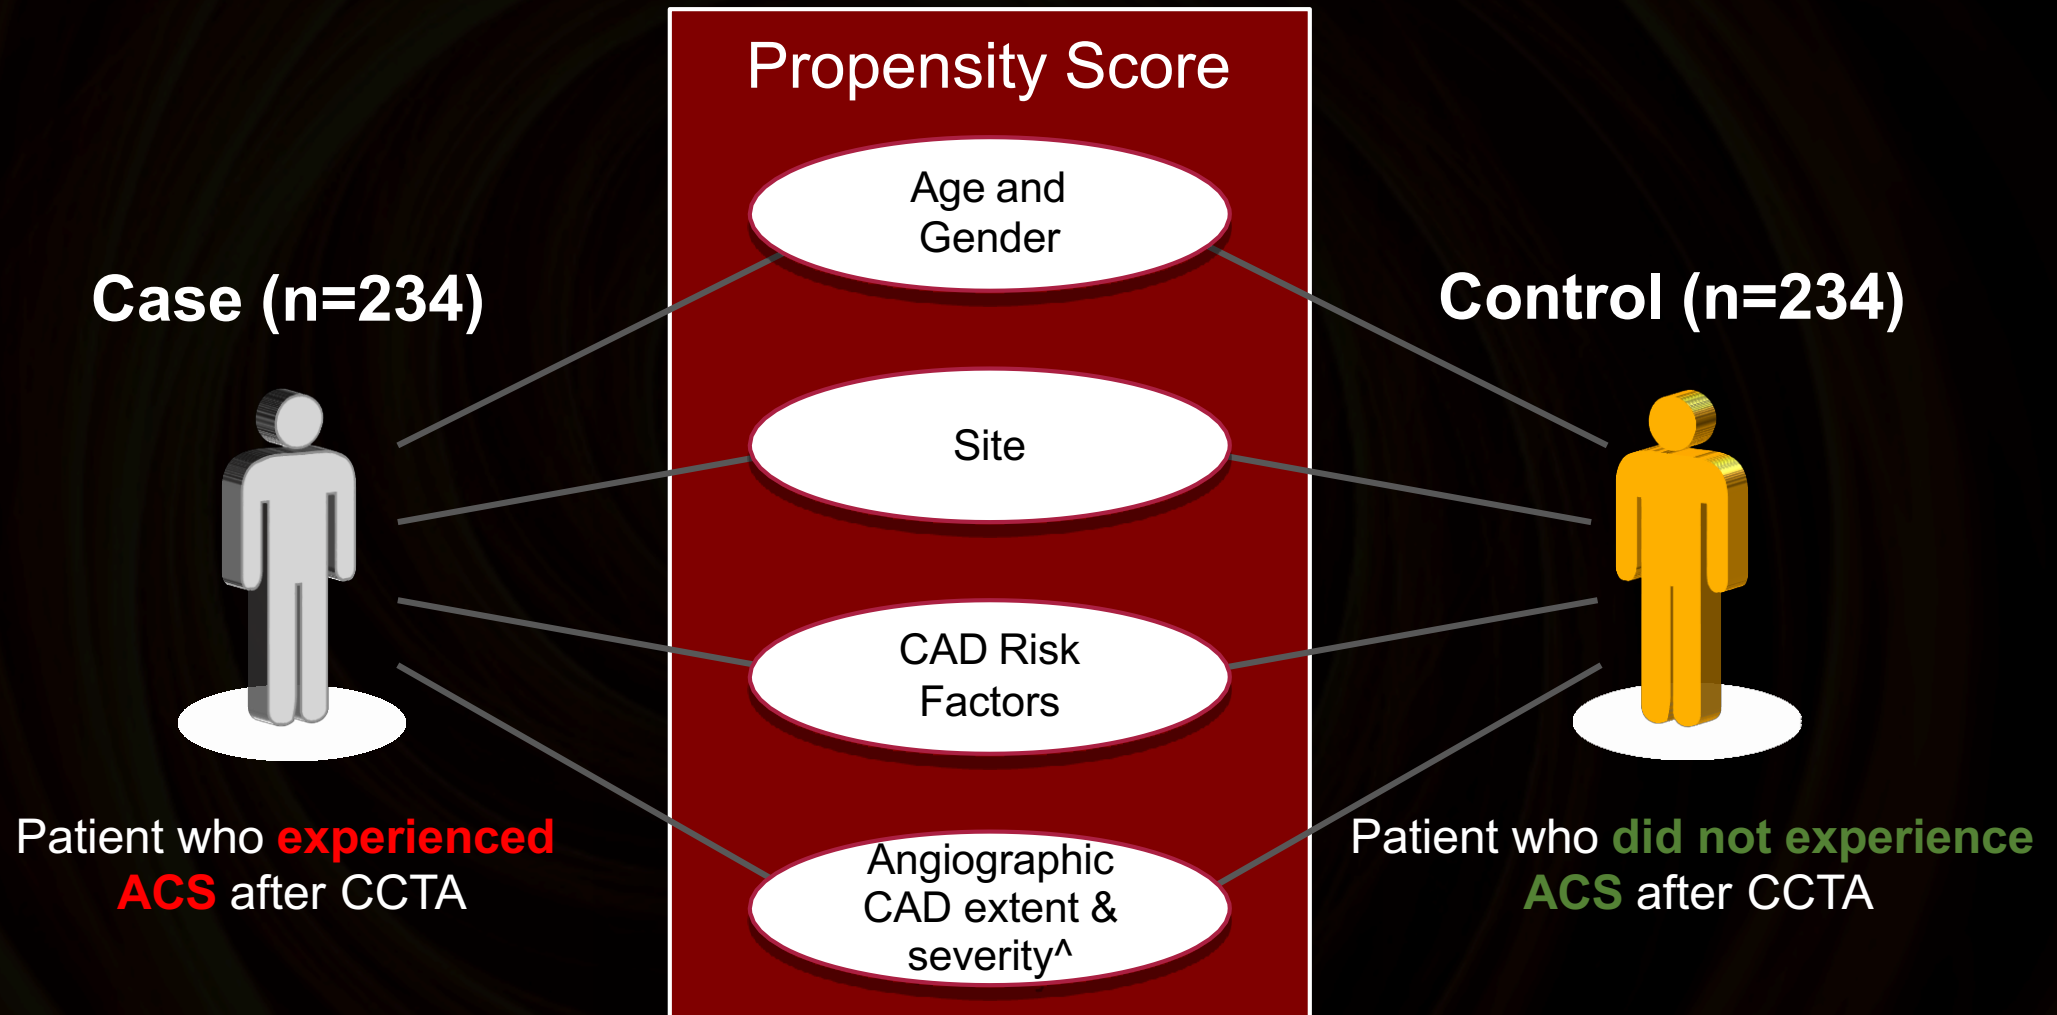 Propensity Score
Age and
Gender
Case (n=234)
Control (n=234)
Site
CAD Risk
Factors
Patient who experienced
ACS after CCTA
Angiographic
CAD extent &
severity^
Patient who did not experience
ACS after CCTA